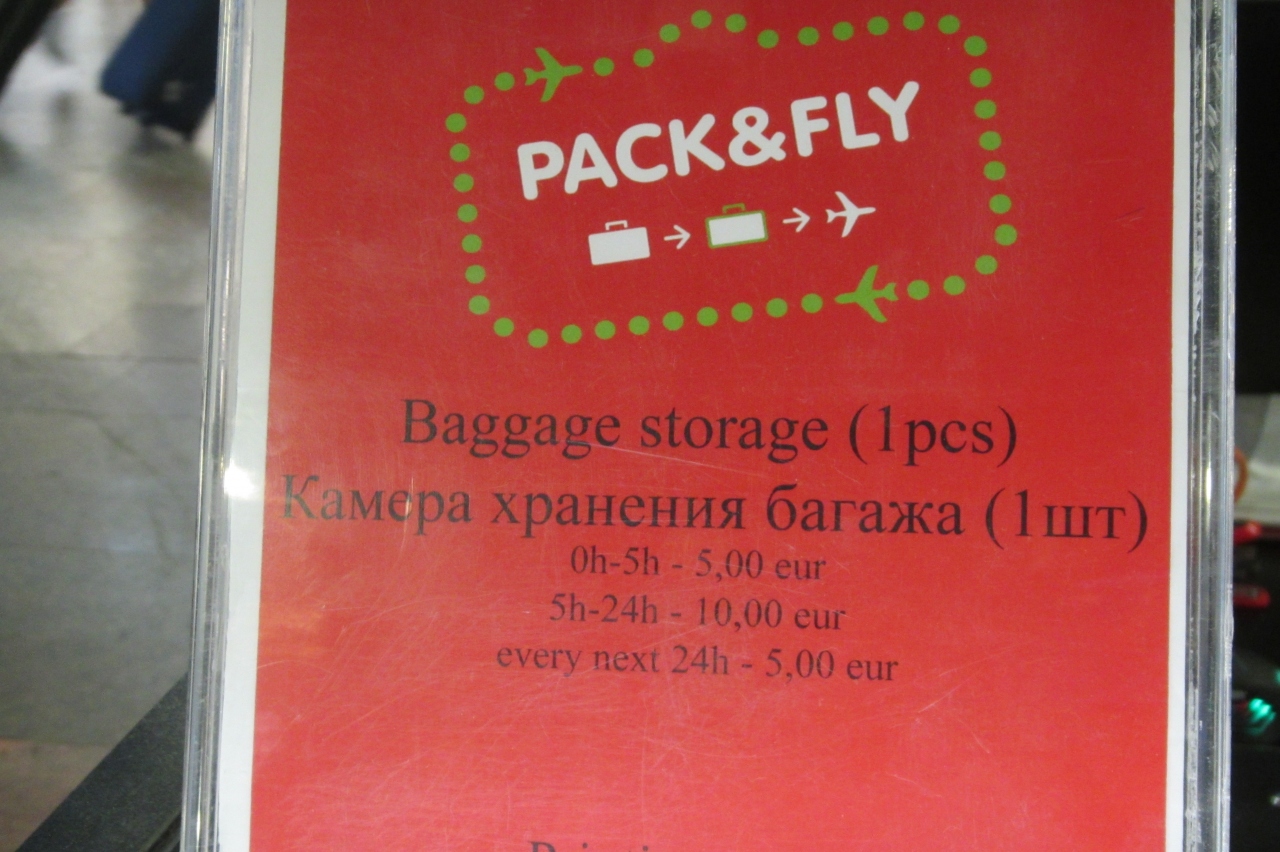 PACK&FLY
Baggage storage (1pcs)
Камера хранения багажа (1шт)
0h-5h - 5,00 eur
5h-24h - 10,00 eur
every next 24h - 5,00 eur